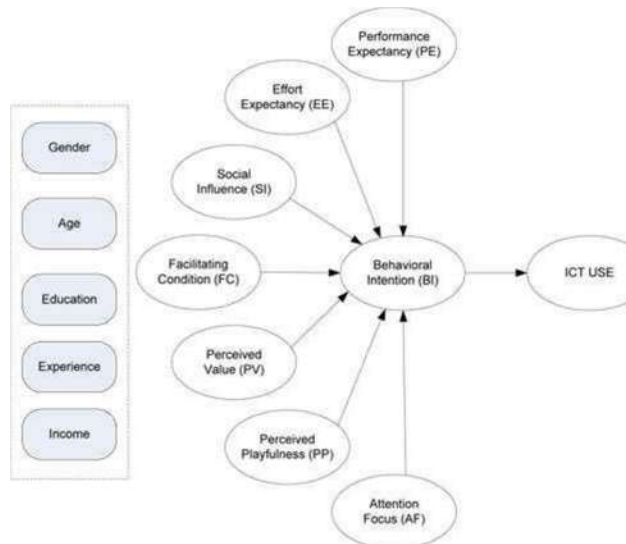 Performance
Expectancy (PE)
Effort
Expectancy (EE)
Gender
Social
Influence (SI)
Age
Facilitating
Condition (FC)
Behavioral
Intention (BI)
ICT USE
Education
Perceived
Value (PV)
Experience
Perceived
Playfulness (PP)
Income
Attention
Focus (AF)